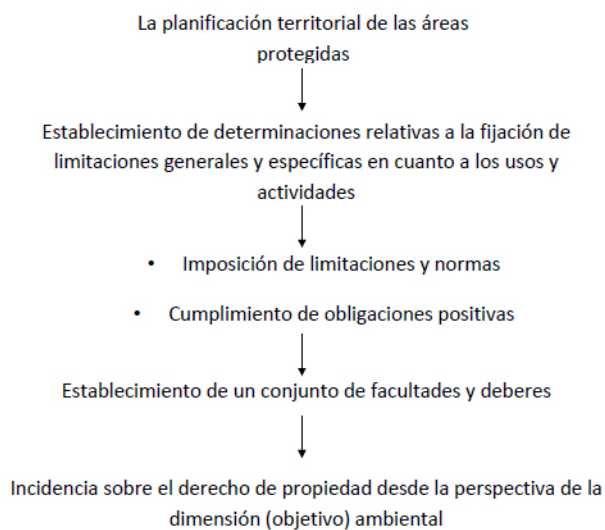 La planificación territorial de las áreas
protegidas
Establecimiento de determinaciones relativas a la fijación de
limitaciones generales y específicas en cuanto a los usos y
actividades
• Imposición de limitaciones y normas
• Cumplimiento de obligaciones positivas
Establecimiento de un conjunto de facultades y deberes
Incidencia sobre el derecho de propiedad desde la perspectiva de la
dimensión (objetivo) ambiental